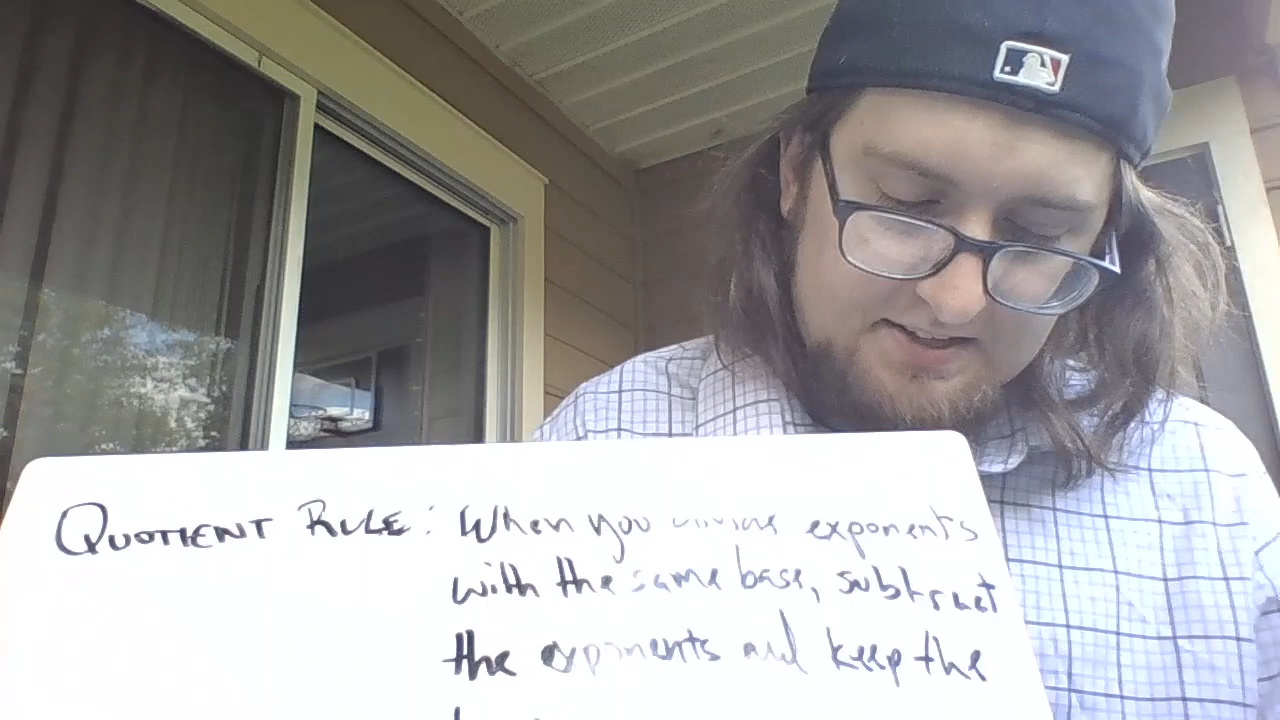 QUOTIENT RULE: When you divide exponents
with the same base, subtract
the exponents and keep the